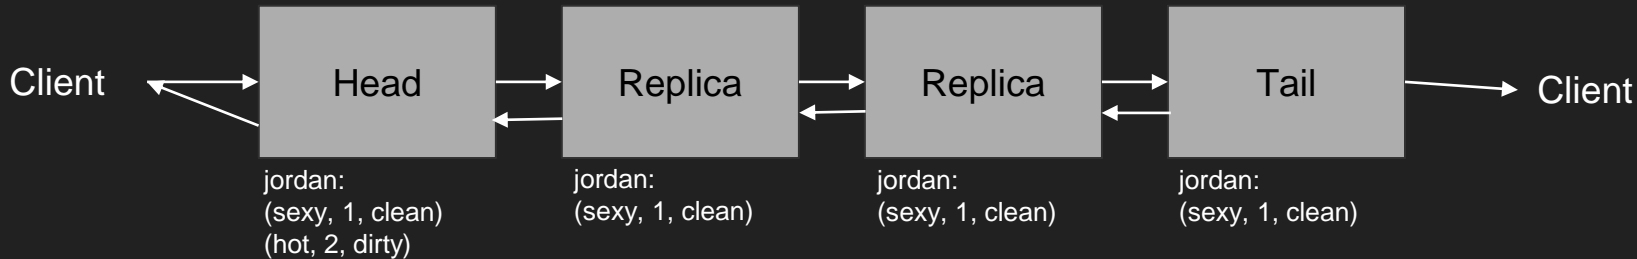 Client
Head
Replica
Replica
Tail
Client
jordan:
(sexy, 1, clean)
(hot, 2, dirty)
jordan:
(sexy, 1, clean)
jordan:
(sexy, 1, clean)
jordan:
(sexy, 1, clean)